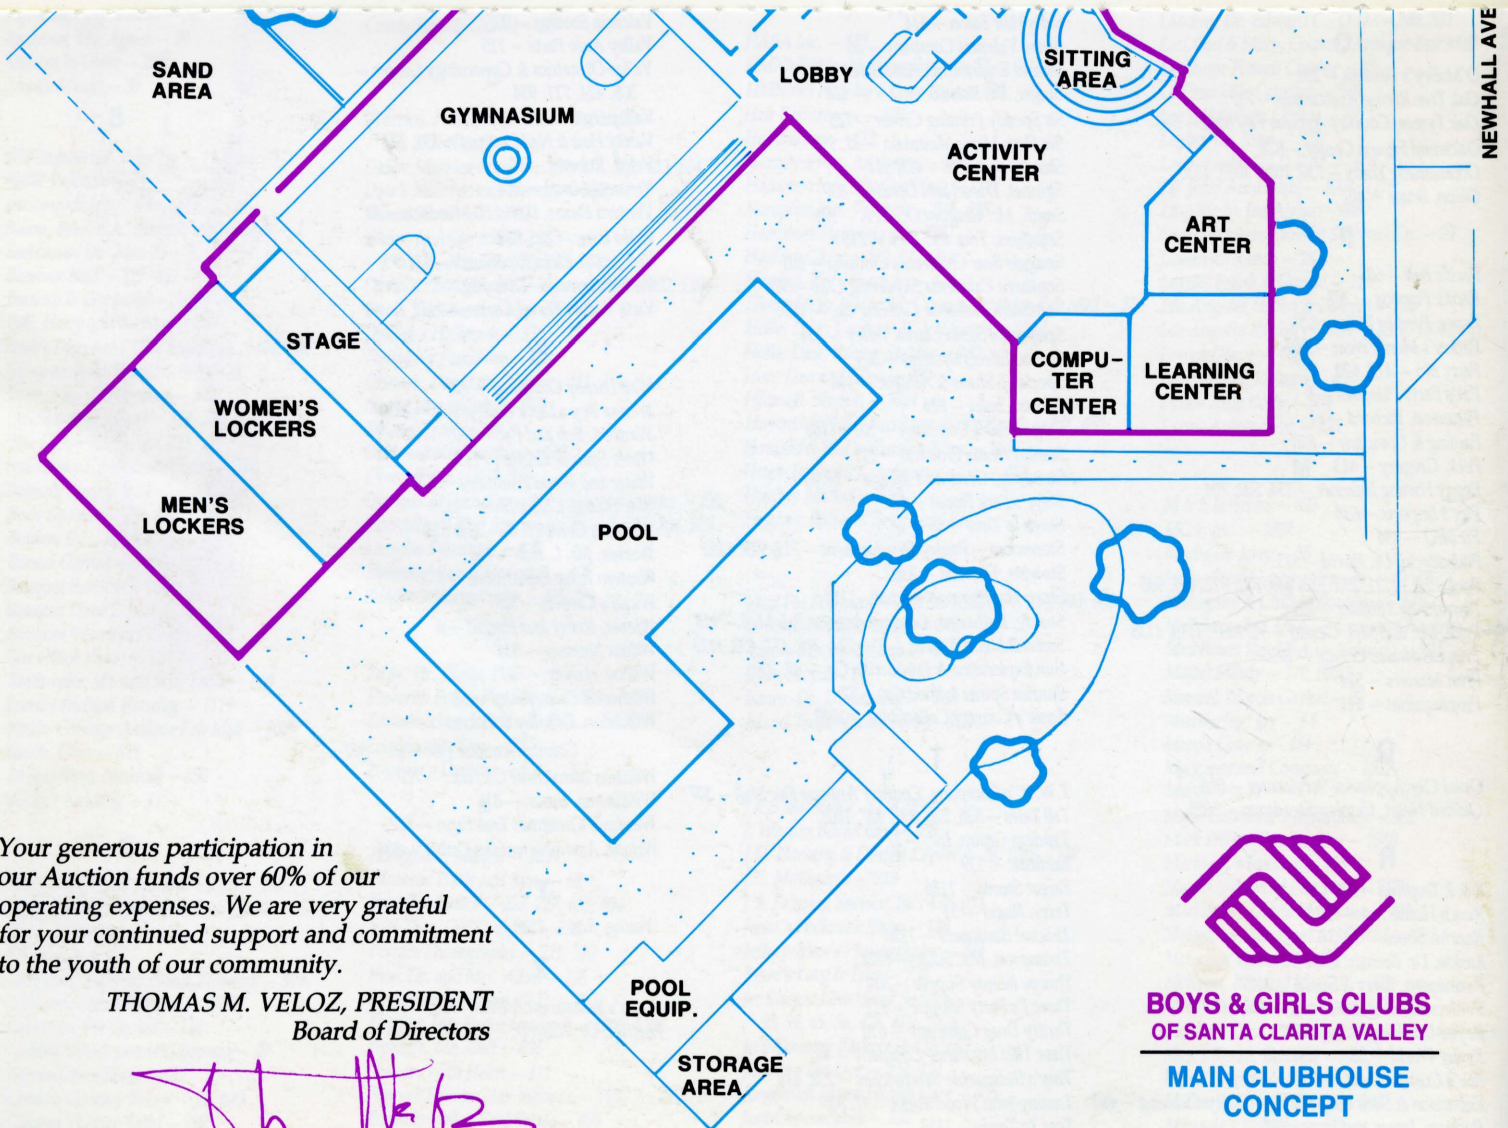 SAND
AREA
GYMNASIUM
LOBBY
SITTING
AREA
NEWHALL AVE
ACTIVITY
CENTER
ART
CENTER
STAGE
COMPU-
TER
CENTER
LEARNING
CENTER
WOMEN'S
LOCKERS
MEN'S
LOCKERS
POOL
Your generous participation in
our Auction funds over 60% of our
operating expenses. We are very grateful
for your continued support and commitment
to the youth of our community.
THOMAS M. VELOZ, PRESIDENT
Board of Directors
POOL
EQUIP.
STORAGE
AREA
BOYS & GIRLS CLUBS
OF SANTA CLARITA VALLEY
MAIN CLUBHOUSE
CONCEPT